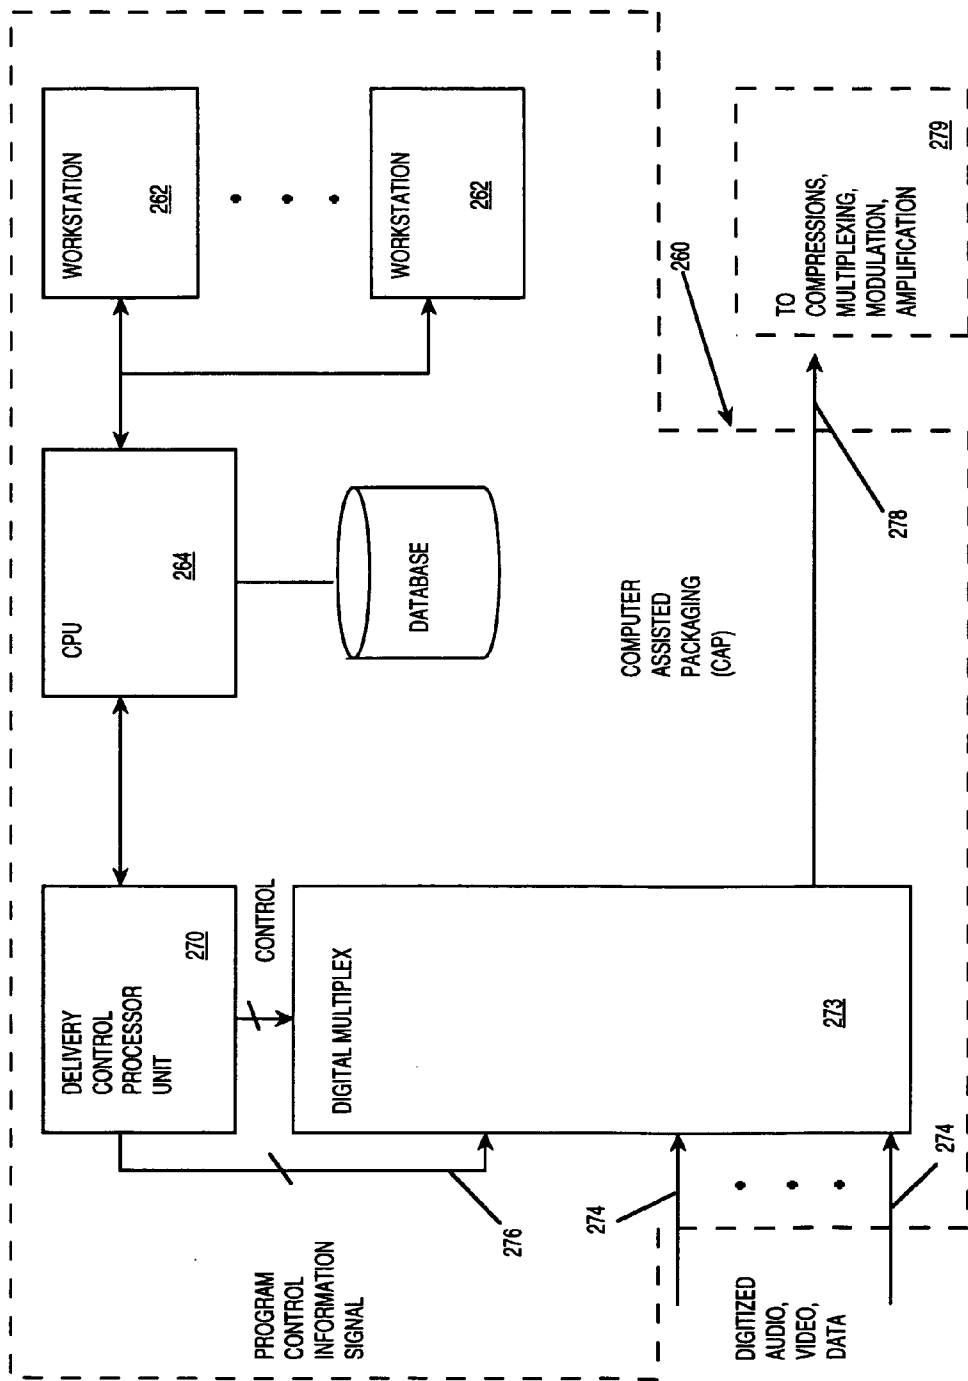 DELIVERY
CONTROL
PROCESSOR
UNIT
270
CPU
264
WORKSTATION
262
WORKSTATION
262
DATABASE
CONTROL
PROGRAM
CONTROL
INFORMATION
SIGNAL
276
DIGITAL MULTIPLEX
273
COMPUTER
ASSISTED
PACKAGING
(CAP)
260
274
274
DIGITIZED
AUDIO,
VIDEO,
DATA
278
TO
COMPRESSIONS,
MULTIPLEXING,
MODULATION,
AMPLIFICATION
279